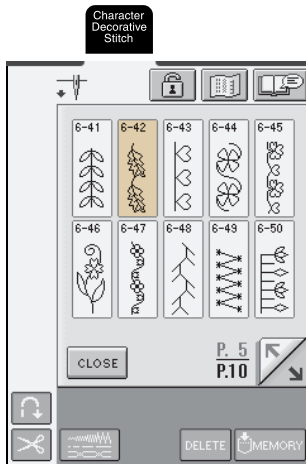 Character
Decorative
Stitch
6-41 6-42 6-43 6-44 6-45
6-46 6-47 6-48 6-49 6-50
CLOSE
P. 5
P.10
DELETE MEMORY